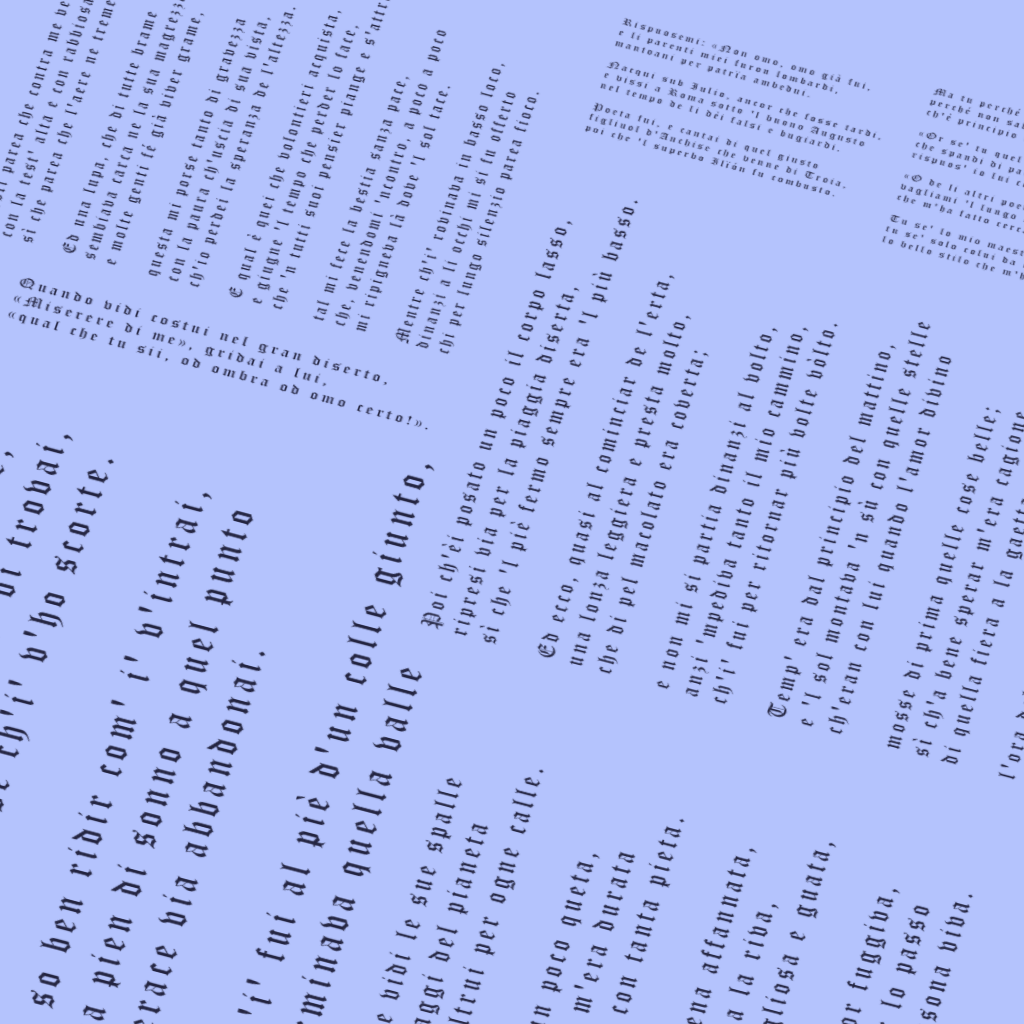 trovai,
ch'i' v'ho scorte.
so ben ridir com' i' v'intrai,
pien di sonno a quel punto
via abbandonai.
i' fui al piè d'un colle giunto,
quella valle
vidi le sue spalle
del pianeta
per ogne calle.
poco queta,
m'era durata
con tanta pieta.
affannata,
a la riva,
e guata,
fuggiva,
lo passo
viva.
Poi ch'èi posato un poco il corpo lasso,
ripresi via per la piaggia diserta,
sì che 'l piè fermo sempre era 'l più basso.
Ed ecco, quasi al cominciar de l'erta,
una lonza leggiera e presta molto,
che di pel macolato era coverta;
e non mi si partia dinanzi al volto,
anzi 'mpediva tanto il mio cammino,
ch'i' fui per ritornar più volte vòlto.
Temp' era dal principio del mattino,
e 'l sol montava 'n sù con quelle stelle
ch'eran con lui quando l'amor divino
mosse di prima quelle cose belle;
sì ch'a bene sperar m'era cagione
di quella fiera a la
l'ora
parea che contra me
con la test' alta e con rabbiosa
sì che parea che l'aere ne
Ed una lupa, che di tutte brame
sembiava carca ne la sua magrezza,
e molte genti fé già viver grame,
questa mi porse tanto di gravezza
con la paura ch'uscia di sua vista,
ch'io perdei la speranza de l'altezza.
E qual è quei che volontieri acquista,
e giugne 'l tempo che perder lo face,
che 'n tutti suoi pensier piange e
tal mi fece la bestia sanza pace,
che, venendomi 'ncontro, a poco a poco
mi ripigneva là dove 'l sol tace.
Mentre ch'i' rovinava in basso loco,
dinanzi a li occhi mi si fu offerto
chi per lungo silenzio parea fioco.
Quando vidi costui nel gran diserto,
«Miserere di me», gridai a lui,
«qual che tu sii, od ombra od omo certo!».
Rispuosemi: «Non omo, omo già fui,
e li parenti miei furon lombardi,
mantoani per patrïa ambedui.
Nacqui sub Iulio, ancor che fosse tardi,
e vissi a Roma sotto 'l buono Augusto
nel tempo de li dèi falsi e bugiardi.
Poeta fui, e cantai di quel giusto
figliuol d'Anchise che venne di Troia,
poi che 'l superbo Ilïón fu combusto.
Ma tu perché
perché non
ch'è principio
«Or se' tu quel
che spandi di
rispuos' io lui
«O de li altri
vagliami 'l lungo
che m'ha fatto
Tu se' lo mio
tu se' solo colui da
lo bello stilo che